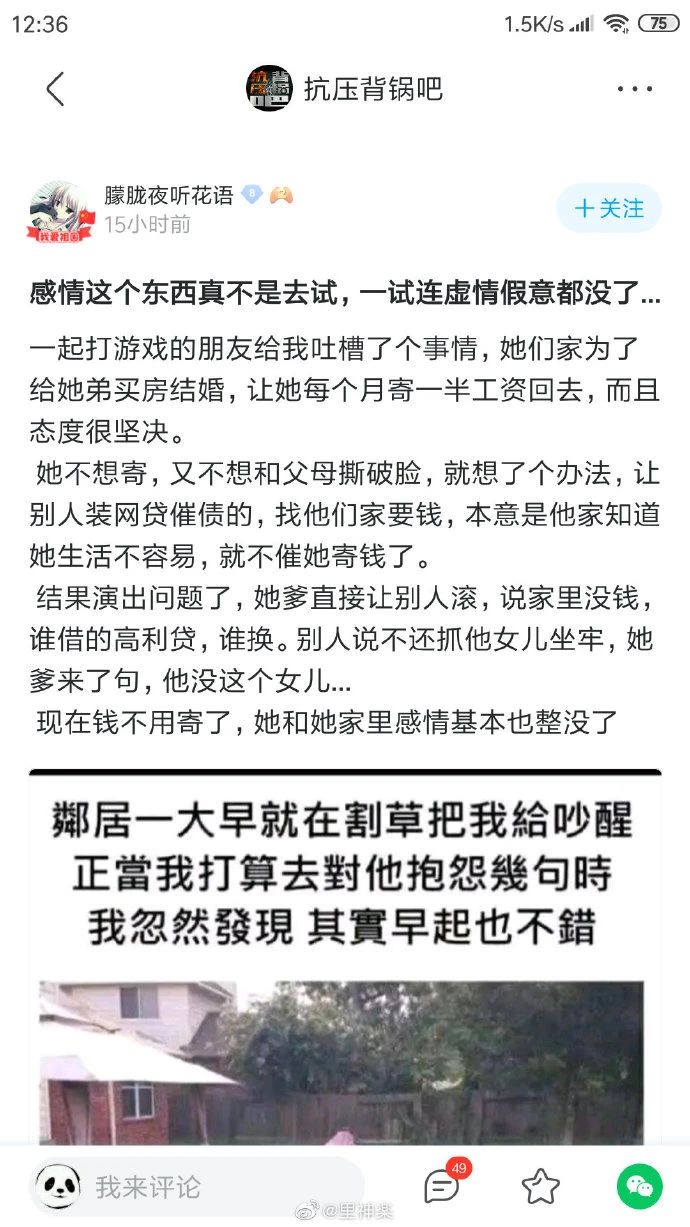 12:36
1.5K/s 75
抗压背锅吧
朦胧夜听花语 8 2
15小时前
+关注
我爱祖国
感情这个东西真不是去试，一试连虚情假意都没了...
一起打游戏的朋友给我吐槽了个事情，她们家为了
给她弟买房结婚，让她每个月寄一半工资回去，而且
态度很坚决。
她不想寄，又不想和父母撕破脸，就想了个办法，让
别人装网贷催债的，找他们家要钱，本意是他家知道
她生活不容易，就不催她寄钱了。
结果演出问题了，她爹直接让别人滚，说家里没钱，
谁借的高利贷，谁换。别人说不还抓他女儿坐牢，她
爹来了句，他没这个女儿...
现在钱不用寄了，她和她家里感情基本也整没了
鄰居一大早就在割草把我給吵醒
正當我打算去對他抱怨幾句時
我忽然發現 其實早起也不錯
我来评论
49
@里神楽